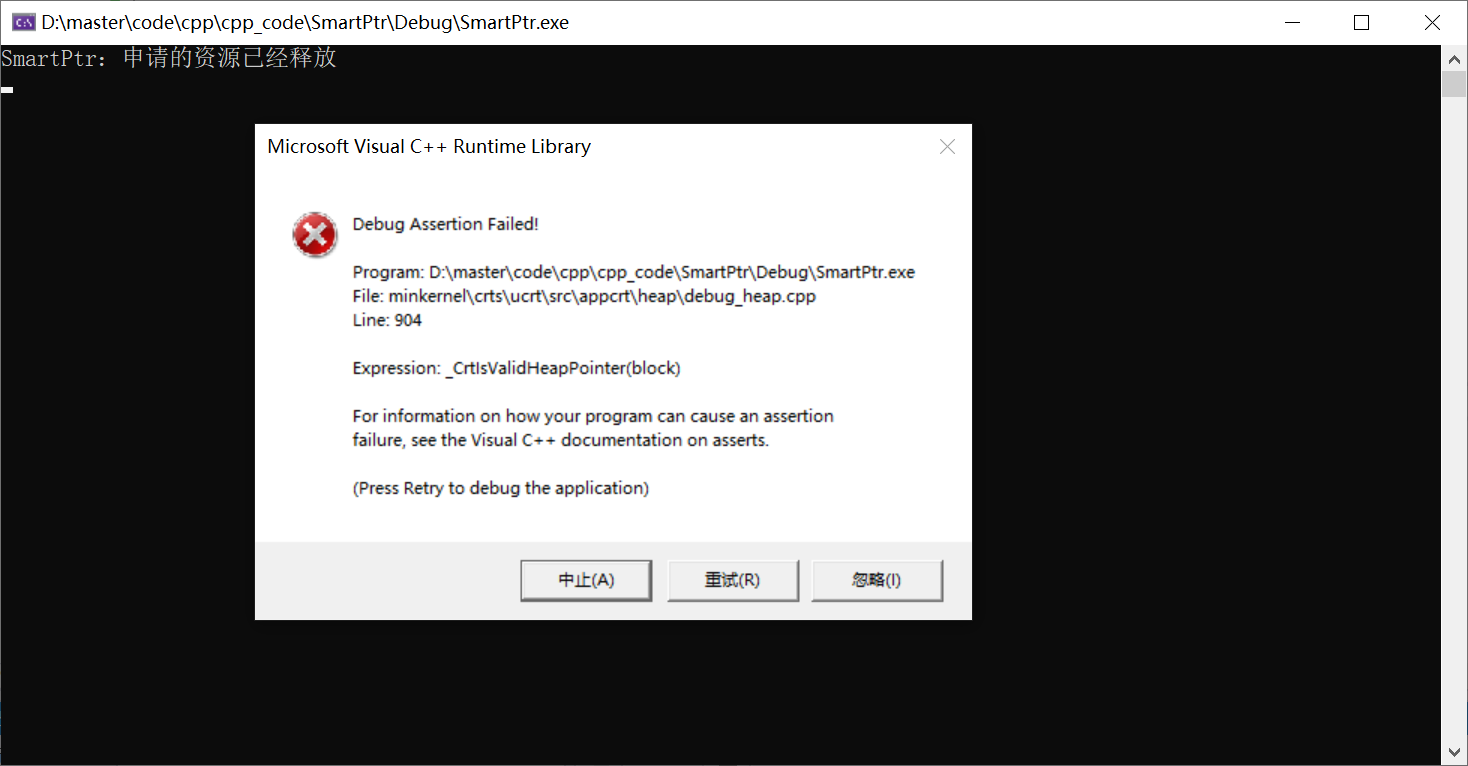 D:\master\code\cpp\cpp_code\SmartPtr\Debug\SmartPtr.exe
SmartPtr：申请的资源已经释放
Microsoft Visual C++ Runtime Library
Debug Assertion Failed!
Program: D:\master\code\cpp\cpp_code\SmartPtr\Debug\SmartPtr.exe
File: minkernel\crts\ucrt\src\appcrt\heap\debug_heap.cpp
Line: 904
Expression: _CrtIsValidHeapPointer(block)
For information on how your program can cause an assertion
failure, see the Visual C++ documentation on asserts.
(Press Retry to debug the application)
中止(A)
重试(R)
忽略(I)